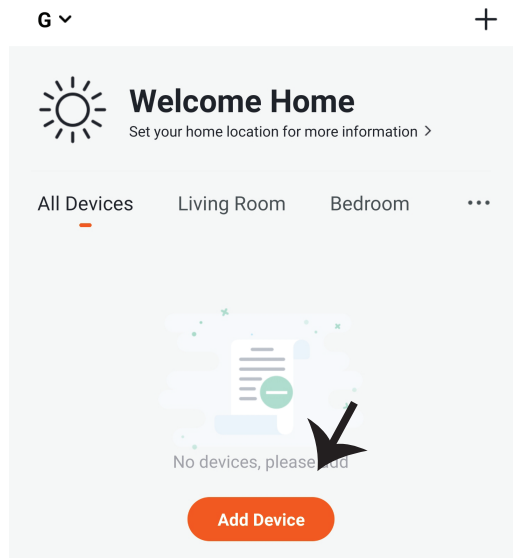 G
Welcome Home
Set your home location for more information >
All Devices Living Room Bedroom ...
No devices, please add
Add Device